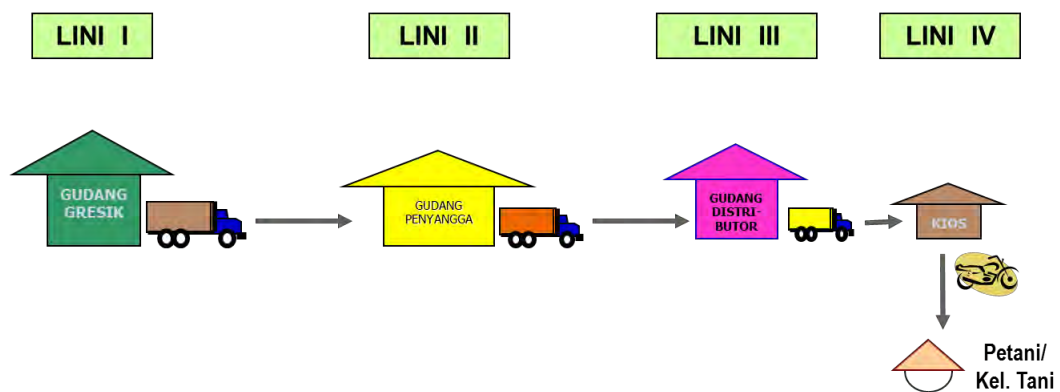 LINI I
LINI II
LINI III
LINI IV
GUDANG
GRESIK
GUDANG
PENYANGGA
GUDANG
DISTRI-
BUTOR
KIOS
Petani/
Kel. Tani